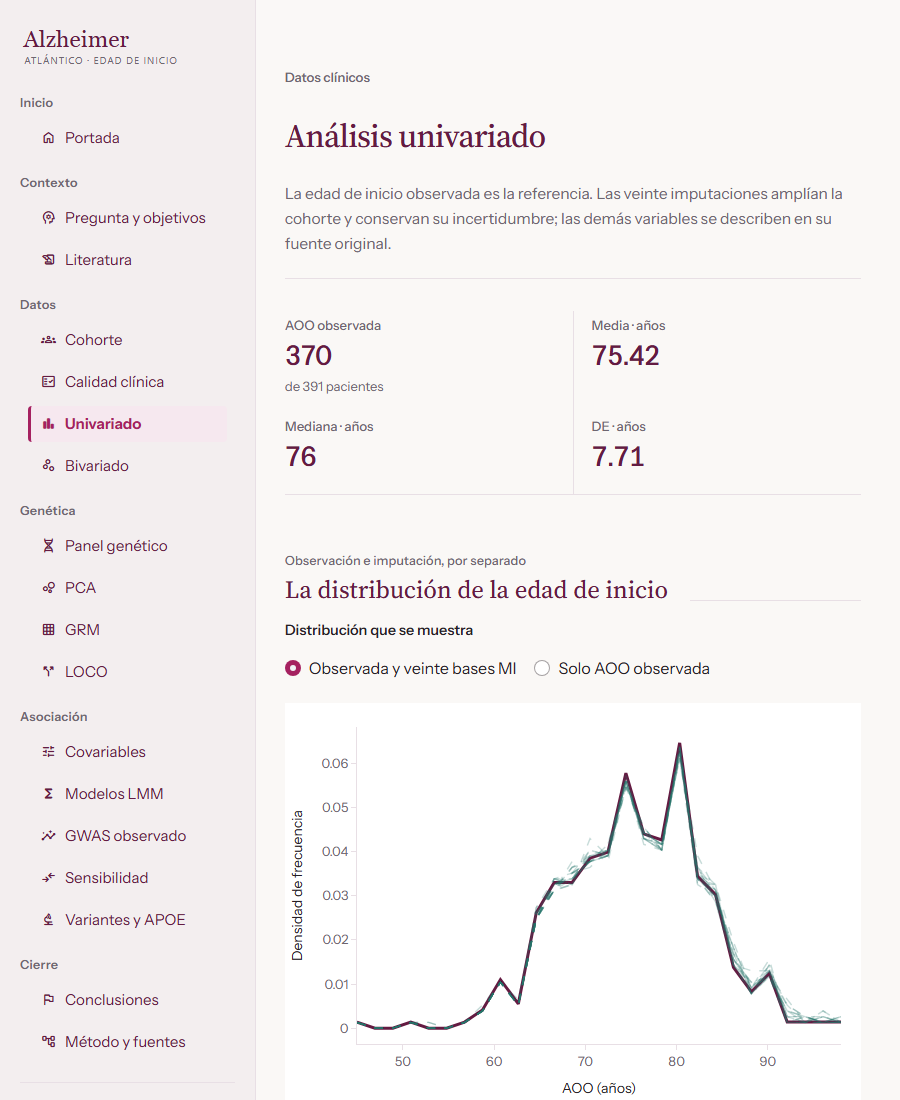 Alzheimer
ATLÁNTICO · EDAD DE INICIO
Inicio
Portada
Contexto
Pregunta y objetivos
Literatura
Datos
Cohorte
Calidad clínica
Univariado
Bivariado
Genética
Panel genético
PCA
GRM
LOCO
Asociación
Covariables
Modelos LMM
GWAS observado
Sensibilidad
Variantes y APOE
Cierre
Conclusiones
Método y fuentes
Datos clínicos
Análisis univariado
La edad de inicio observada es la referencia. Las veinte imputaciones amplían la
cohorte y conservan su incertidumbre; las demás variables se describen en su
fuente original.
AOO observada
370
de 391 pacientes
Media · años
75.42
Mediana · años
76
DE · años
7.71
Observación e imputación, por separado
La distribución de la edad de inicio
Distribución que se muestra
Observada y veinte bases MI
Solo AOO observada
Densidad de frecuencia
0.06
0.05
0.04
0.03
0.02
0.01
0
50 60 70 80 90
AOO (años)